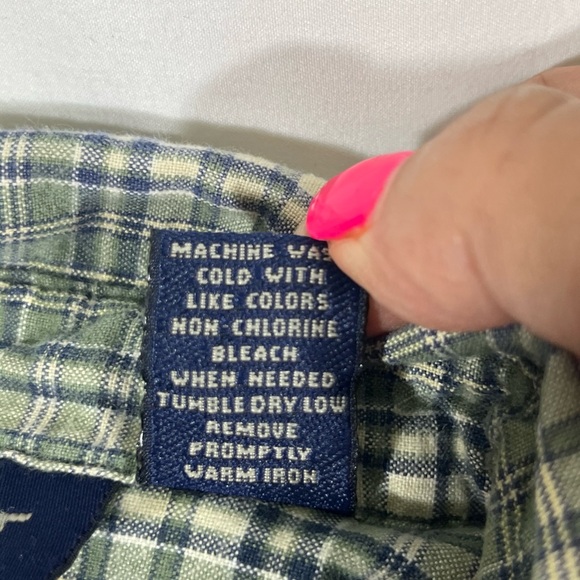 MACHINE WAS
COLD WITH
LIKE COLORS
NON-CHLORINE
BLEACH
WHEN NEEDED
TUMBLE DRY LOW
REMOVE
PROMPTLY
WARM IRON